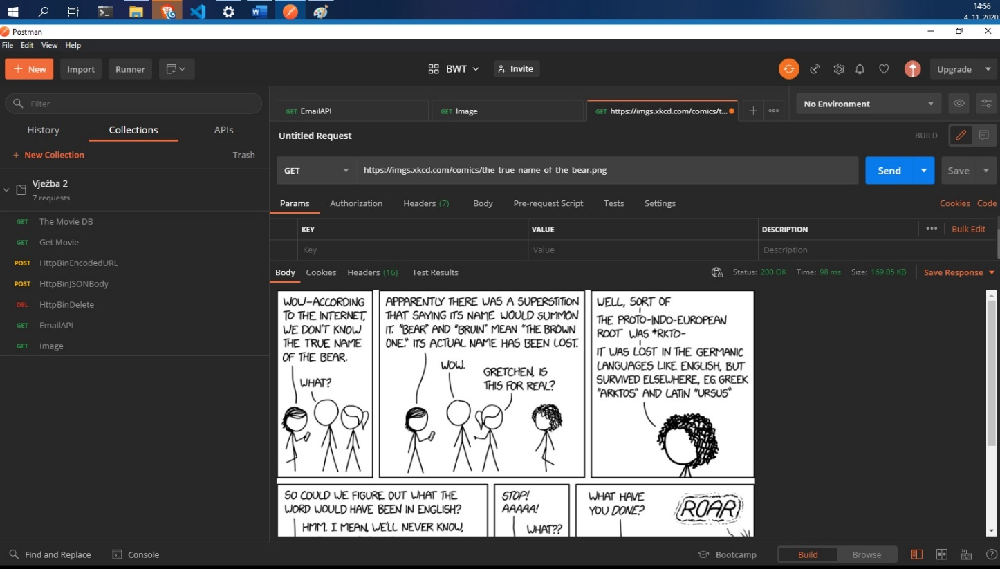 14:56
4. 11. 2020.
Postman
File Edit View Help
+ New Import Runner BWT Invite Upgrade
Filter
History Collections APIs
+ New Collection Trash
Vježba 2
7 requests
GET The Movie DB
GET Get Movie
POST HttpBinEncodedURL
POST HttpBinJSONBody
DEL HttpBinDelete
GET EmailAPI
GET Image
GET EmailAPI GET Image GET https://imgs.xkcd.com/comics/t... + No Environment
Untitled Request BUILD
GET https://imgs.xkcd.com/comics/the_true_name_of_the_bear.png Send Save
Params Authorization Headers (7) Body Pre-request Script Tests Settings Cookies Code
KEY VALUE DESCRIPTION Bulk Edit
Key Value Description
Body Cookies Headers (16) Test Results Status: 200 OK Time: 98 ms Size: 169.05 KB Save Response
WOW-ACCORDING
TO THE INTERNET,
WE DON'T KNOW
THE TRUE NAME
OF THE BEAR.
WHAT?
APPARENTLY THERE WAS A SUPERSTITION
THAT SAYING ITS NAME WOULD SUMMON
IT. "BEAR" AND "BRUIN" MEAN "THE BROWN
ONE." ITS ACTUAL NAME HAS BEEN LOST.
WOW.
GRETCHEN, IS
THIS FOR REAL?
WELL, SORT OF
THE PROTO-INDO-EUROPEAN
ROOT WAS *RKTO-
IT WAS LOST IN THE GERMANIC
LANGUAGES LIKE ENGLISH, BUT
SURVIVED ELSEWHERE, EG. GREEK
"ARKTOS" AND LATIN "URSUS"
SO COULD WE FIGURE OUT WHAT THE
WORD WOULD HAVE BEEN IN ENGLISH?
HMM. I MEAN, WE'LL NEVER KNOW,
STOP!
AAAAA!
WHAT??
WHAT HAVE
YOU DONE?
ROAR
Find and Replace Console Bootcamp Build Browse